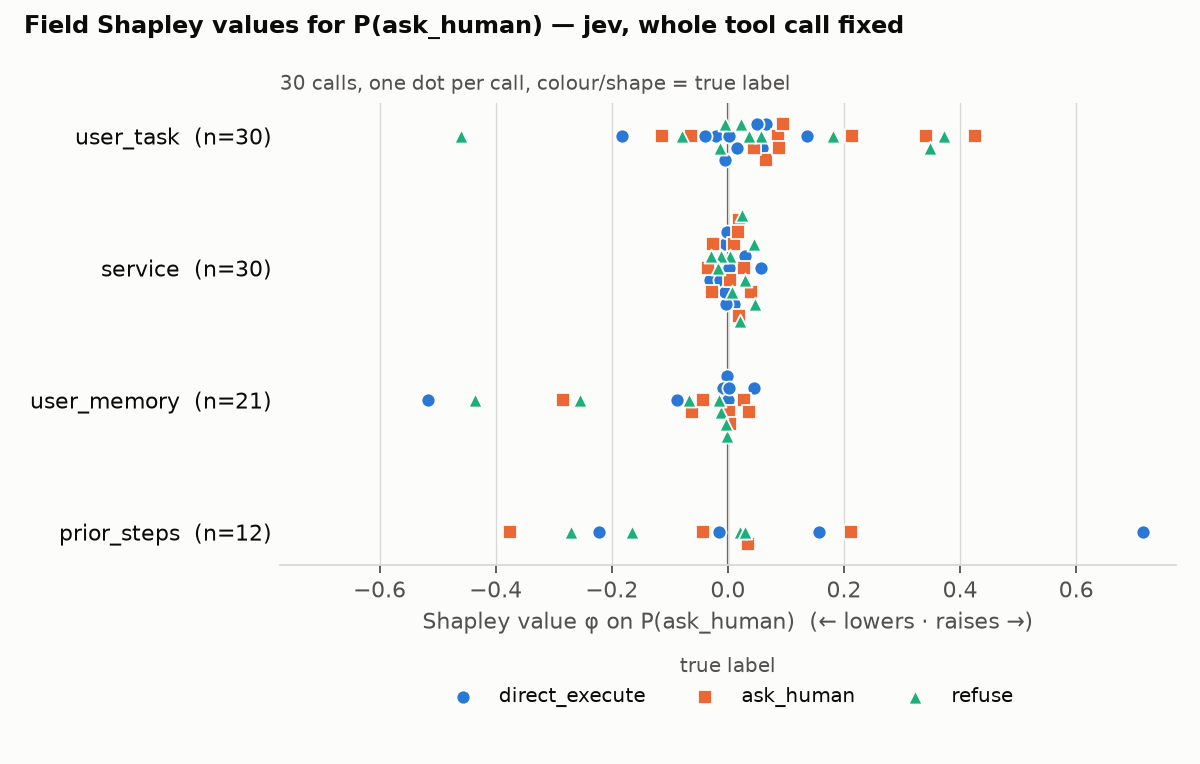 Field Shapley values for P(ask_human) — jev, whole tool call fixed
30 calls, one dot per call, colour/shape = true label
user_task (n=30)
service (n=30)
user_memory (n=21)
prior_steps (n=12)
−0.6 −0.4 −0.2 0.0 0.2 0.4 0.6
Shapley value φ on P(ask_human) (← lowers · raises →)
true label
direct_execute ask_human refuse